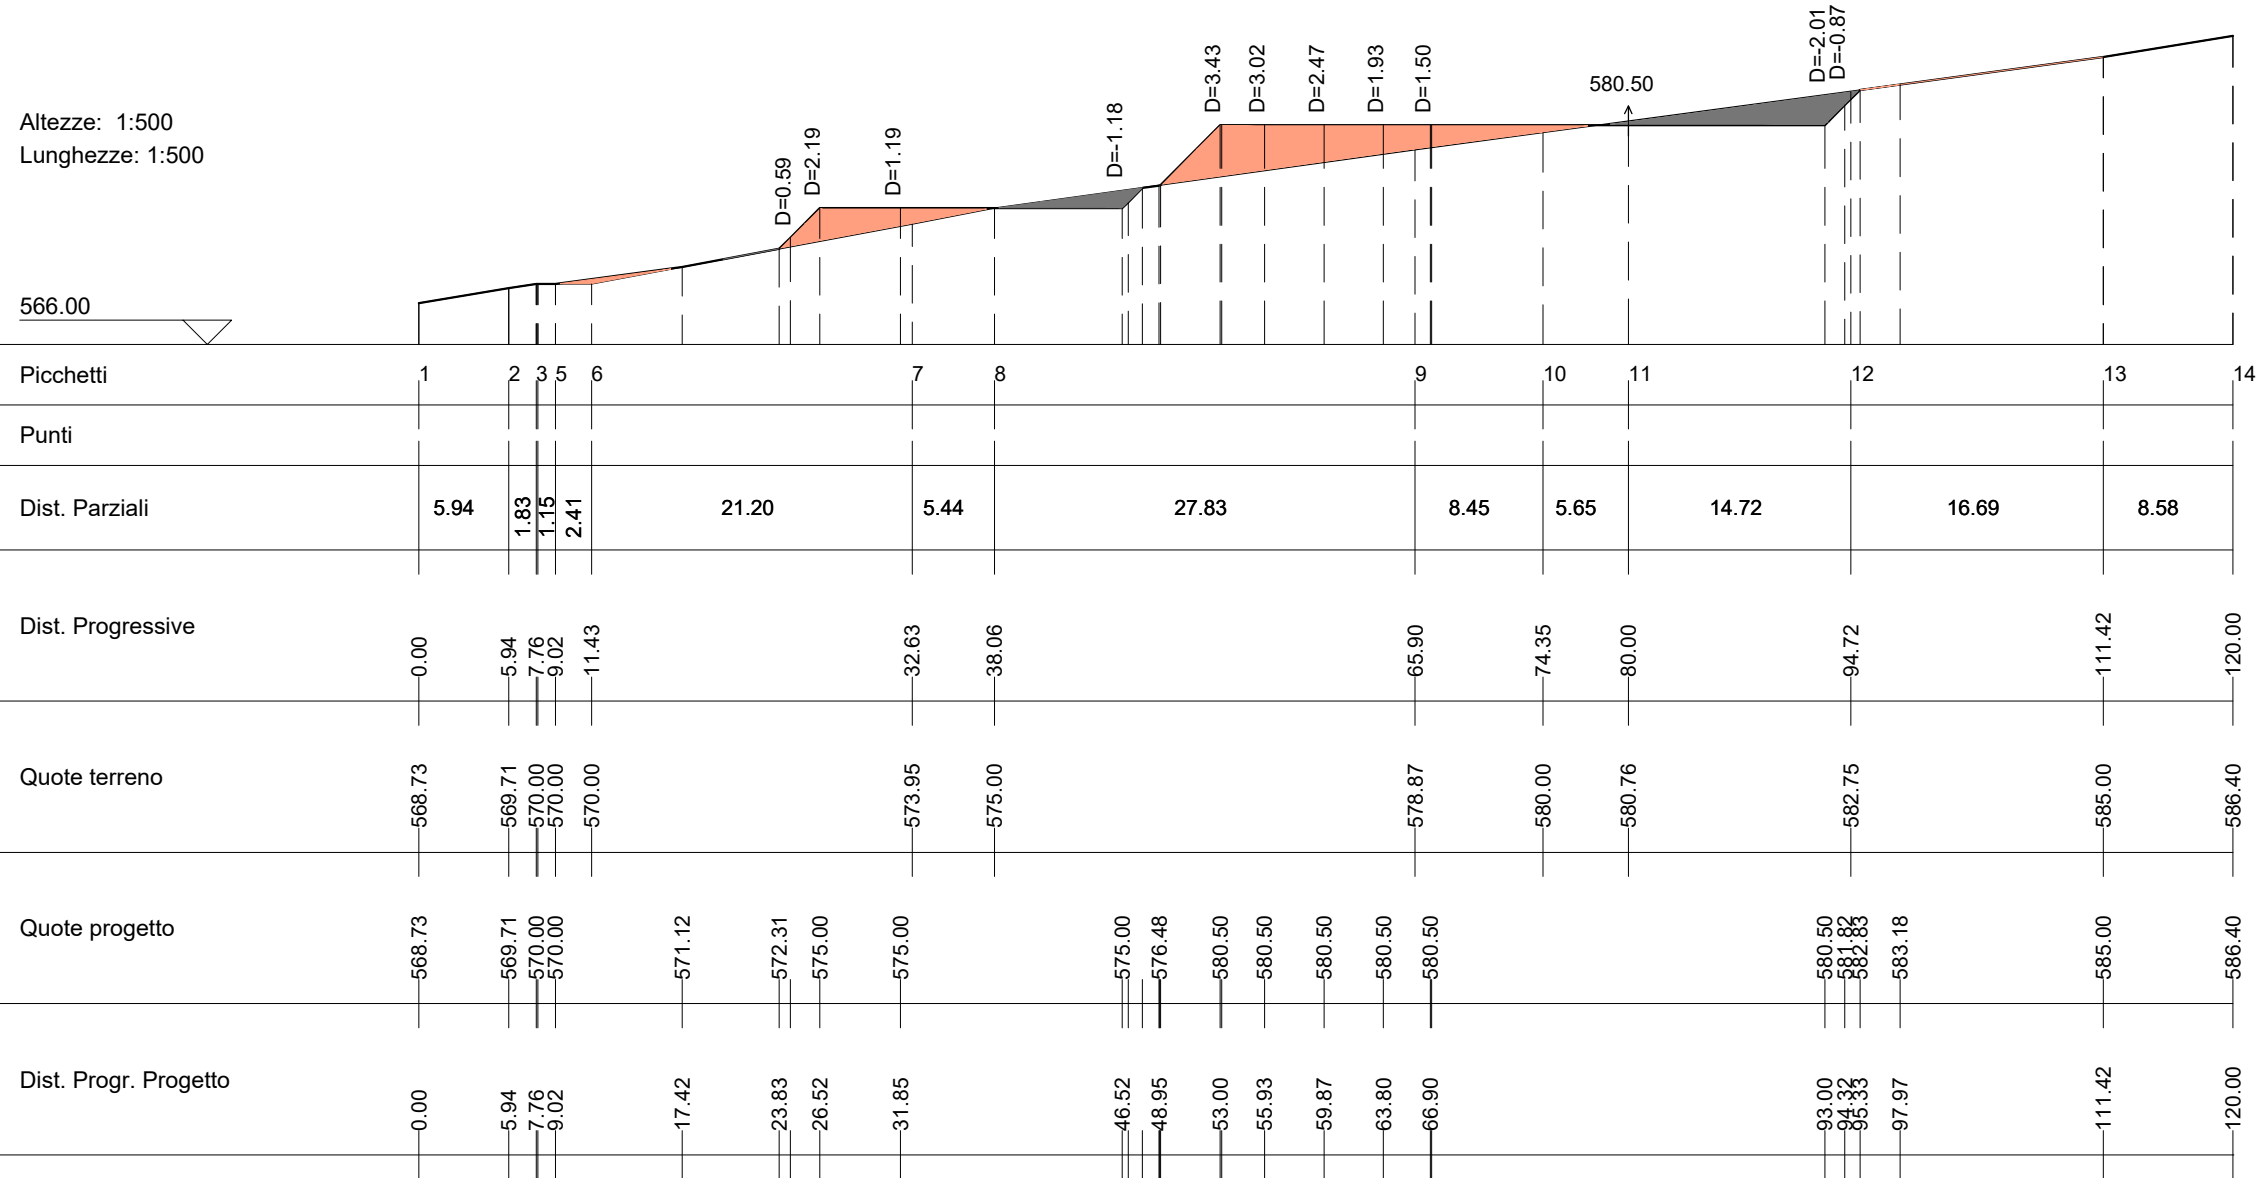 D=-2.01
D=-0.87
D=3.43
D=3.02
D=2.47
D=1.93
D=1.50
580.50
D=-1.18
D=0.59
D=2.19
D=1.19
Altezze: 1:500
Lunghezze: 1:500
566.00
Picchetti 1 2 3 5 6 7 8 9 10 11 12 13 14
Punti
Dist. Parziali 5.94 1.83 1.15 2.41 21.20 5.44 27.83 8.45 5.65 14.72 16.69 8.58
Dist. Progressive 0.00 5.94 7.76 9.02 11.43 32.63 38.06 65.90 74.35 80.00 94.72 111.42 120.00
Quote terreno 568.73 569.71 570.00 570.00 570.00 573.95 575.00 578.87 580.00 580.76 582.75 585.00 586.40
Quote progetto 568.73 569.71 570.00 570.00 571.12 572.31 575.00 575.00 575.00 576.48 580.50 580.50 580.50 580.50 580.50 580.50 581.82 582.83 583.18 585.00 586.40
Dist. Progr. Progetto 0.00 5.94 7.76 9.02 17.42 23.83 26.52 31.85 46.52 48.95 53.00 55.93 59.87 63.80 66.90 93.00 94.32 95.33 97.97 111.42 120.00